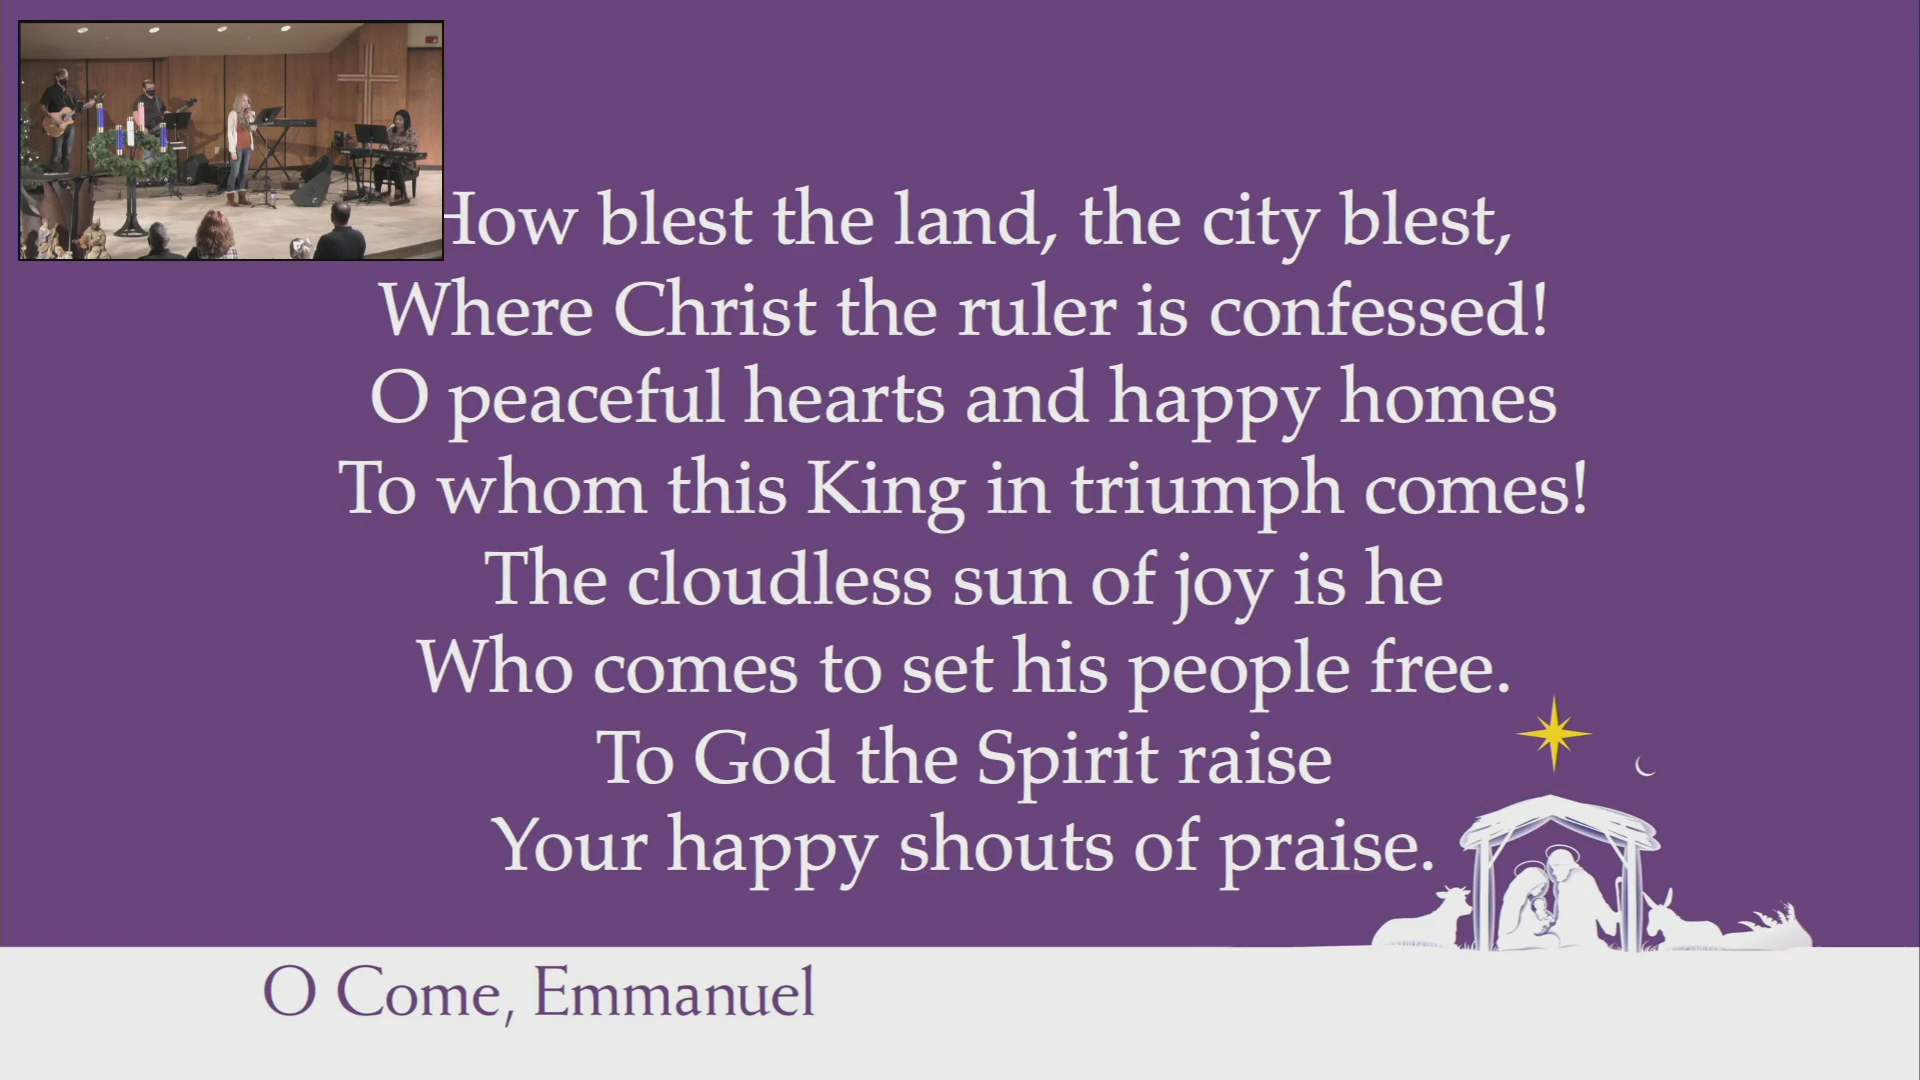 How blest the land, the city blest,
Where Christ the ruler is confessed!
O peaceful hearts and happy homes
To whom this King in triumph comes!
The cloudless sun of joy is he
Who comes to set his people free.
To God the Spirit raise
Your happy shouts of praise.
O Come, Emmanuel